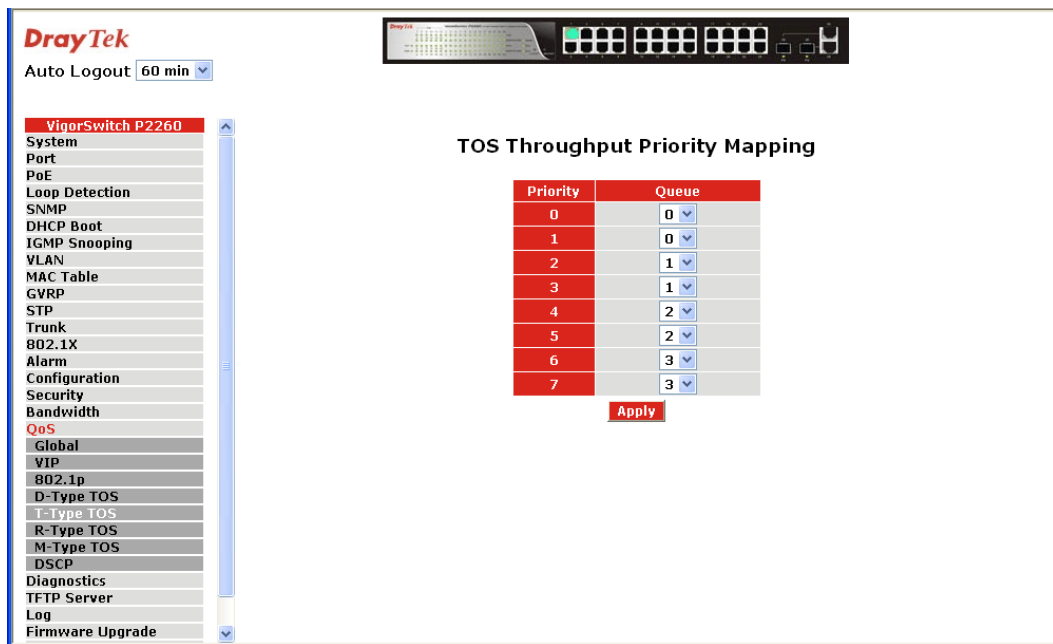 DrayTek
Auto Logout 60 min
VigorSwitch P2260
System
Port
PoE
Loop Detection
SNMP
DHCP Boot
IGMP Snooping
VLAN
MAC Table
GVRP
STP
Trunk
802.1X
Alarm
Configuration
Security
Bandwidth
QoS
Global
VIP
802.1p
D-Type TOS
T-Type TOS
R-Type TOS
M-Type TOS
DSCP
Diagnostics
TFTP Server
Log
Firmware Upgrade
TOS Throughput Priority Mapping
Priority Queue
0 0
1 0
2 1
3 1
4 2
5 2
6 3
7 3
Apply